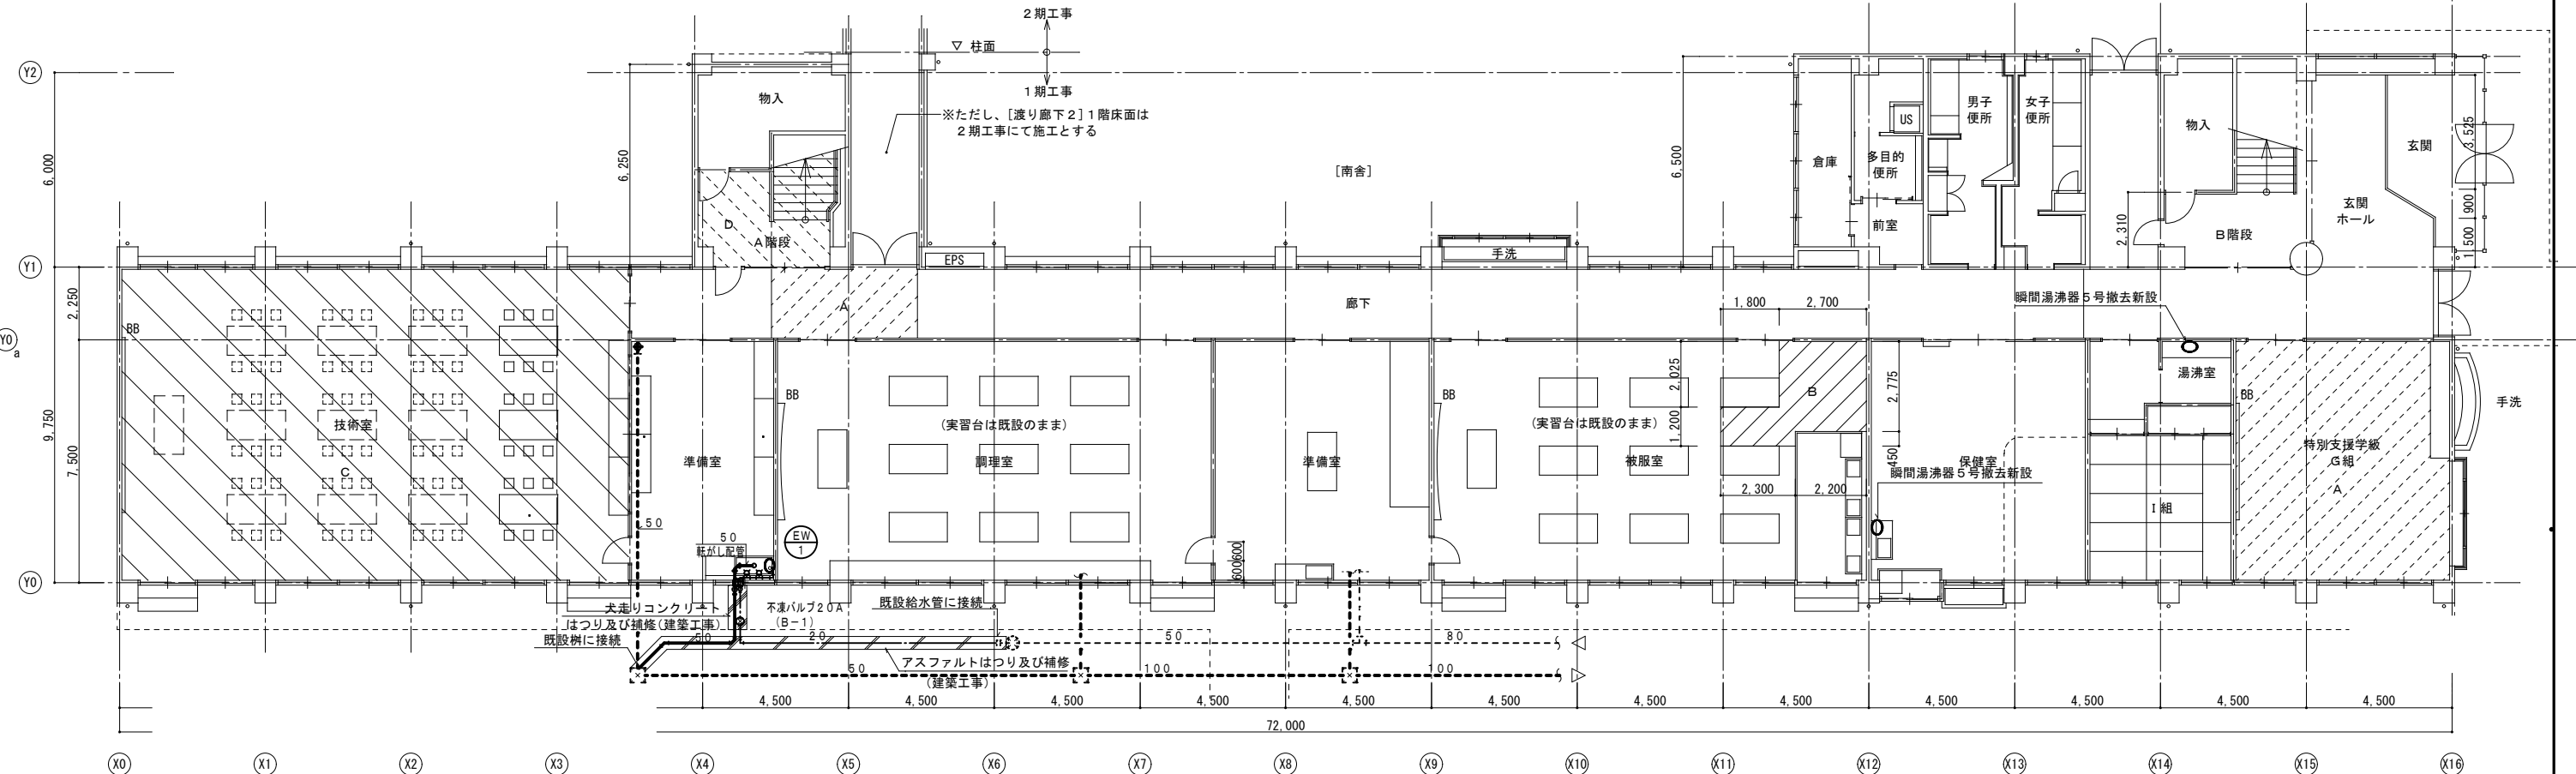 2期工事
▽ 柱面
1期工事
※ただし、[渡り廊下2]1階床面は
2期工事にて施工とする
Y2
物入
6,000
6,250
[南舎]
6,500
倉庫
US
多目的
便所
前室
男子
便所
女子
便所
物入
玄関
3,525
玄関
ホール
900
1,500
2,310
B階段
D
A階段
EPS
手洗
Y1
2,250
A
廊下
1,800
2,700
瞬間湯沸器5号撤去新設
Y0
a
BB
BB
BB
BB
9,750
7,500
技術室
C
準備室
(実習台は既設のまま)
調理室
準備室
(実習台は既設のまま)
被服室
2,025
1,200
B
2,775
450
2,300
2,200
保健室
瞬間湯沸器5号撤去新設
湯沸室
I組
特別支援学級
G組
A
手洗
50
50
転がし配管
EW
1
600
600
Y0
犬走りコンクリート
はつり及び補修(建築工事)
不凍バルブ20A
(B-1)
既設給水管に接続
既設桝に接続
50
20
50
80
アスファルトはつり及び補修
(建築工事)
50
100
100
4,500
4,500
4,500
4,500
4,500
4,500
4,500
4,500
4,500
4,500
4,500
4,500
72,000
X0
X1
X2
X3
X4
X5
X6
X7
X8
X9
X10
X11
X12
X13
X14
X15
X16